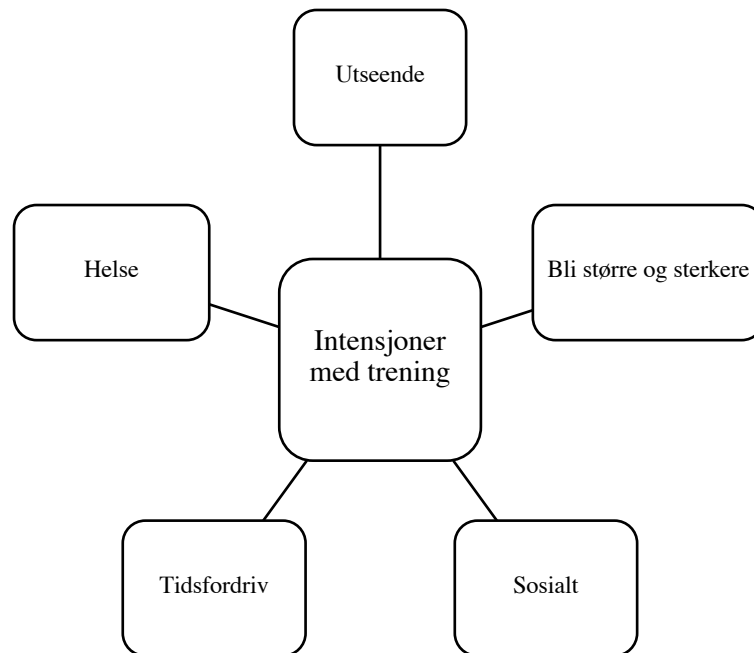 Utseende
Helse
Bli større og sterkere
Intensjoner
med trening
Tidsfordriv
Sosialt